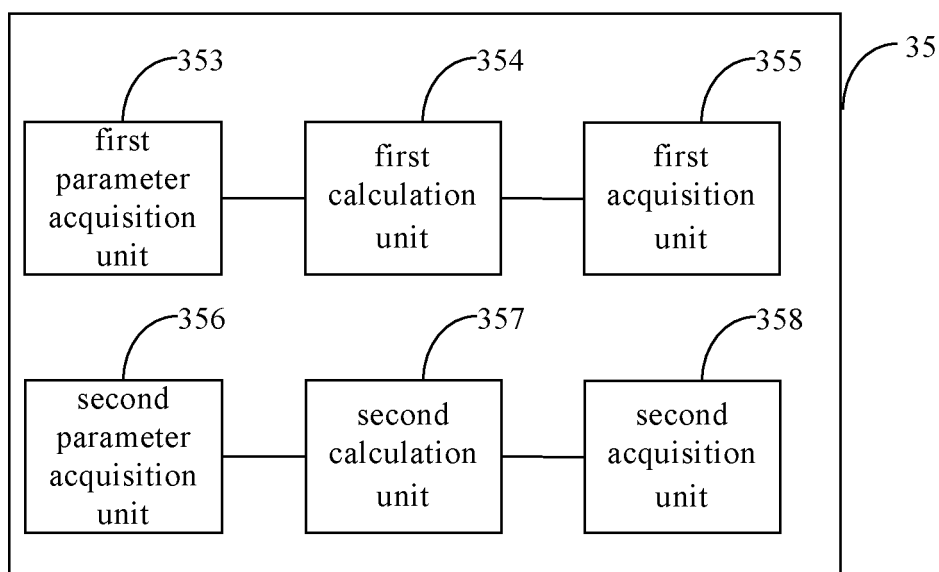 353
354
355
35
first
parameter
acquisition
unit
first
calculation
unit
first
acquisition
unit
356
357
358
second
parameter
acquisition
unit
second
calculation
unit
second
acquisition
unit